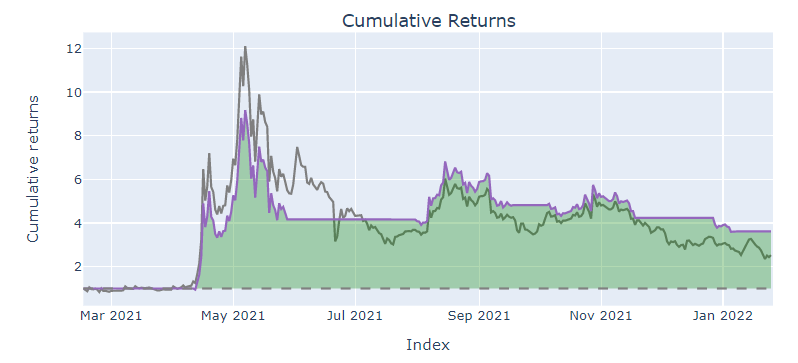 Cumulative Returns
Cumulative returns
12
10
8
6
4
2
Mar 2021
May 2021
Jul 2021
Sep 2021
Nov 2021
Jan 2022
Index